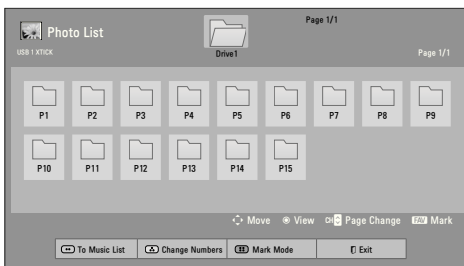 Page 1/1
Photo List
USB 1 XTICK
Drive1
Page 1/1
P1 P2 P3 P4 P5 P6 P7 P8 P9
P10 P11 P12 P13 P14 P15
Move View CH Page Change FAV Mark
To Music List Change Numbers Mark Mode Exit